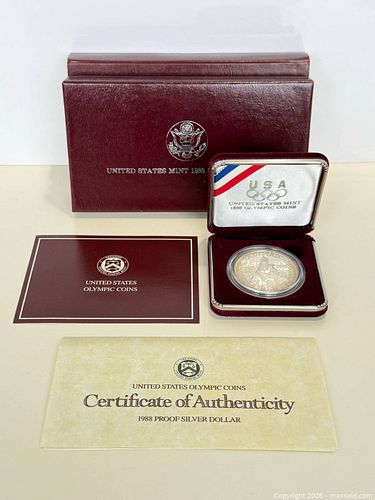 UNITED STATES MINT 1988
USA
UNITED STATES MINT
1988 OLYMPIC COINS
UNITED STATES
OLYMPIC COINS
UNITED STATES OLYMPIC COINS
Certificate of Authenticity
1988 PROOF SILVER DOLLAR
Copyright 2026 - maxsold.com